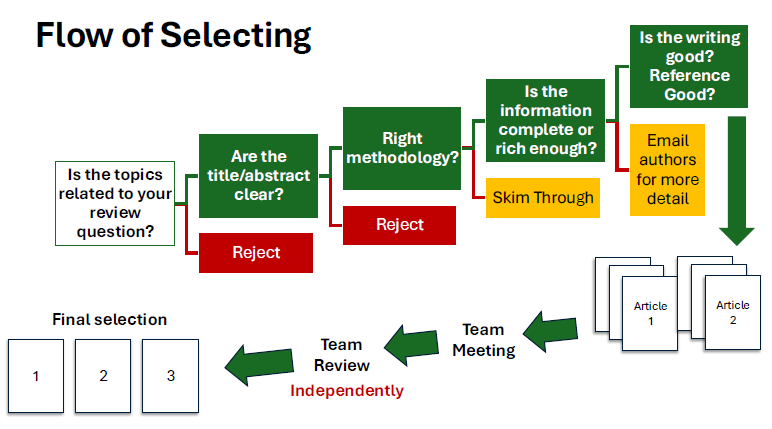 Flow of Selecting
Is the topics
related to your
review
question?
Are the
title/abstract
clear?
Reject
Right
methodology?
Reject
Is the
information
complete or
rich enough?
Skim Through
Is the writing
good?
Reference
Good?
Email
authors
for more
detail
Article
1
Article
2
Team
Meeting
Team
Review
Independently
Final selection
1
2
3